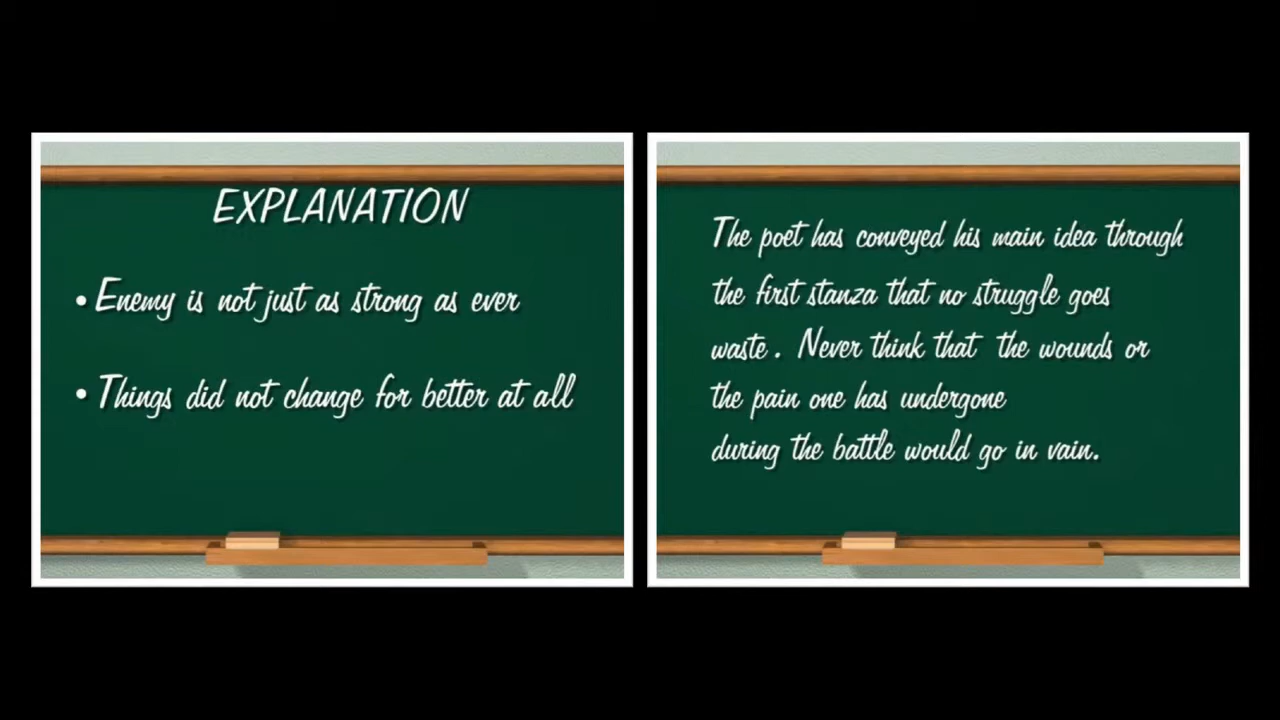 EXPLANATION
• Enemy is not just as strong as ever
• Things did not change for better at all
The poet has conveyed his main idea through
the first stanza that no struggle goes
waste . Never think that the wounds or
the pain one has undergone
during the battle would go in vain.